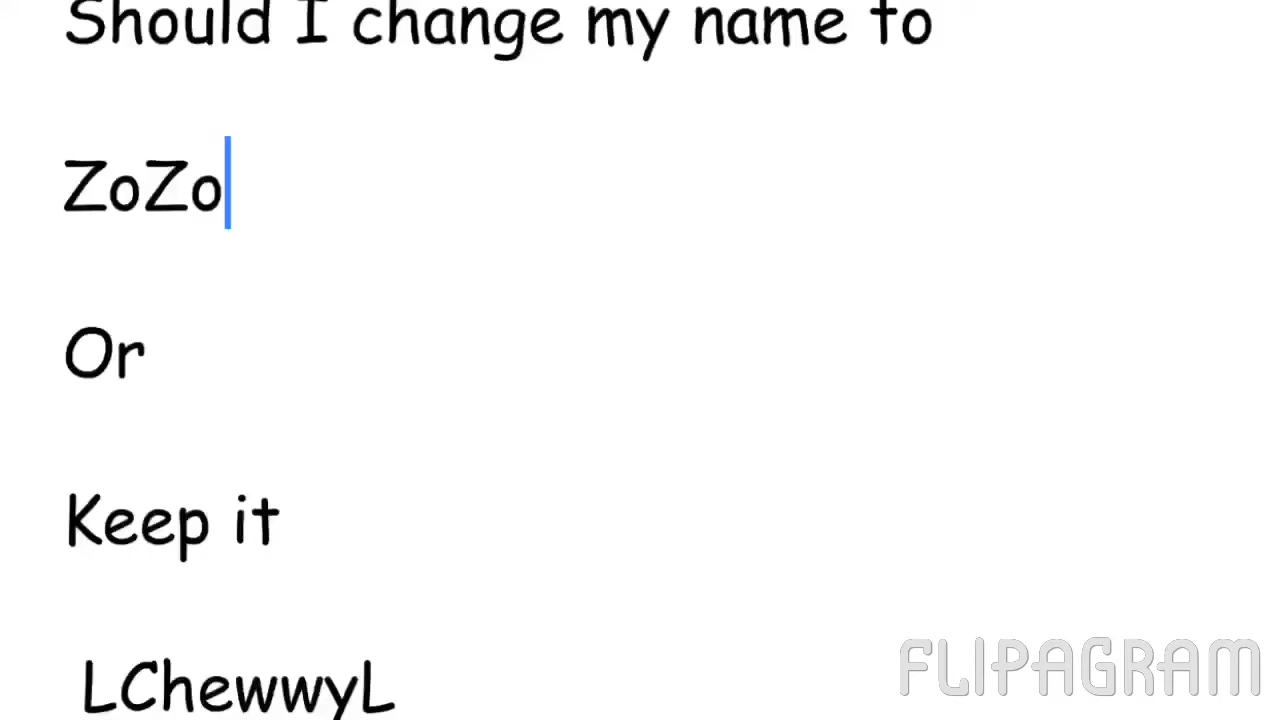 Should I change my name to
ZoZo
Or
Keep it
LChewwyL
FLIPAGRAM